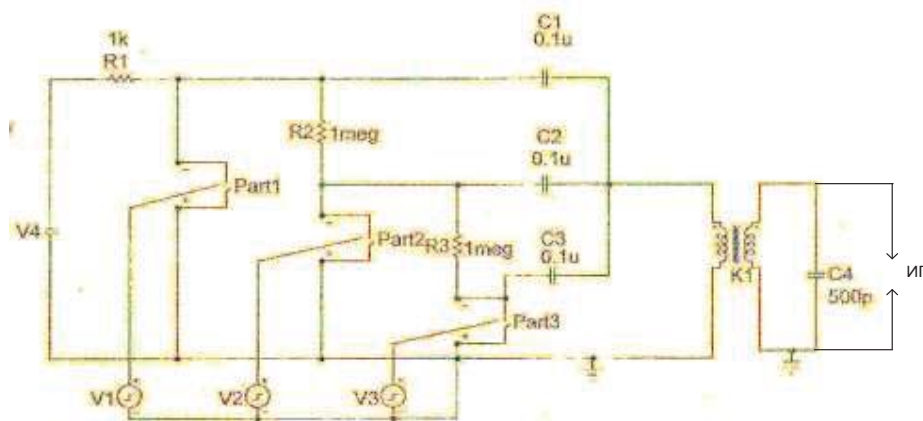 C1
0.1u
1k
R1
R2
1meg
C2
0.1u
Part1
V4
Part2
R3
1meg
C3
0.1u
K1
C4
500p
Part3
V1
V2
V3